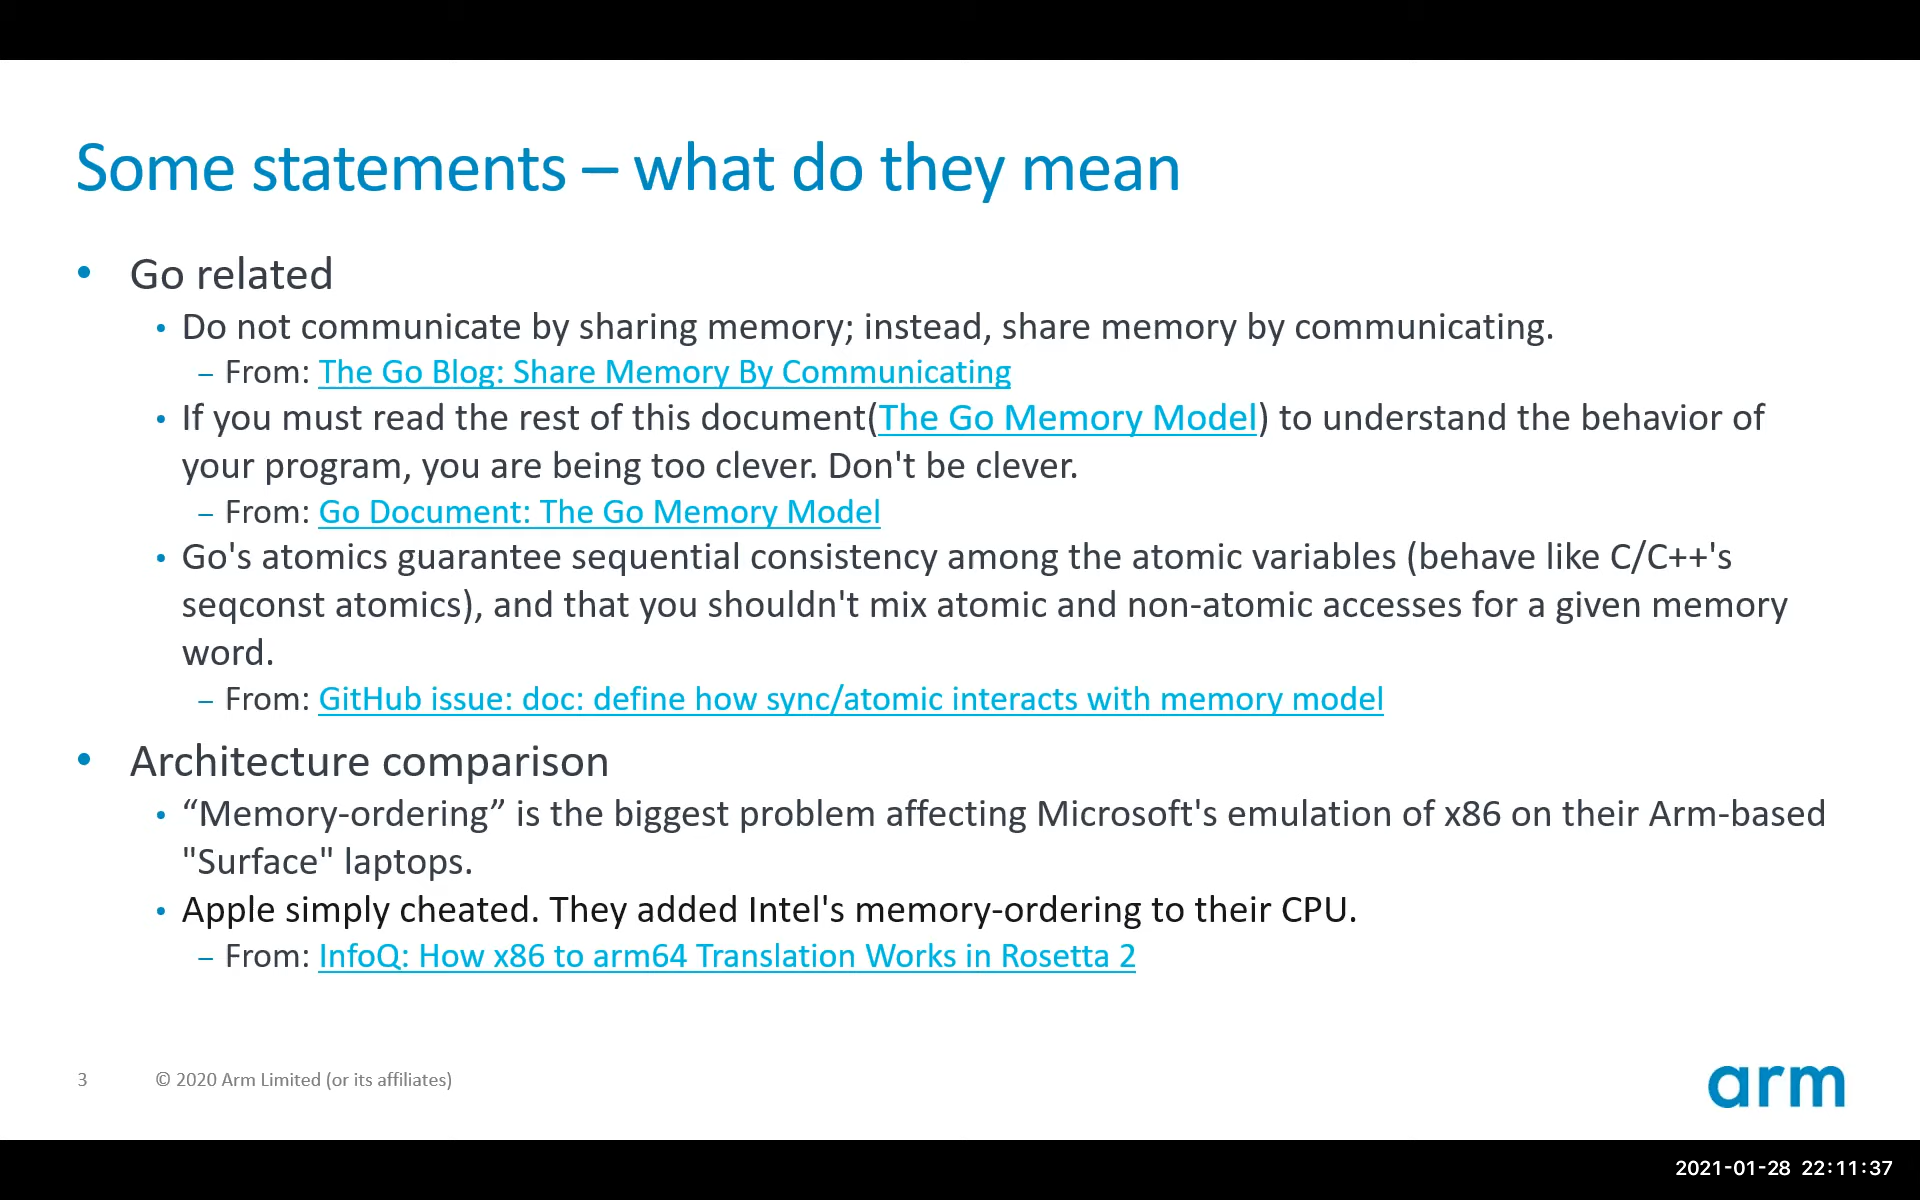 Some statements – what do they mean
• Go related
• Do not communicate by sharing memory; instead, share memory by communicating.
– From: The Go Blog: Share Memory By Communicating
• If you must read the rest of this document(The Go Memory Model) to understand the behavior of
your program, you are being too clever. Don't be clever.
– From: Go Document: The Go Memory Model
• Go's atomics guarantee sequential consistency among the atomic variables (behave like C/C++'s
seqconst atomics), and that you shouldn't mix atomic and non-atomic accesses for a given memory
word.
– From: GitHub issue: doc: define how sync/atomic interacts with memory model
• Architecture comparison
• “Memory-ordering” is the biggest problem affecting Microsoft's emulation of x86 on their Arm-based
"Surface" laptops.
• Apple simply cheated. They added Intel's memory-ordering to their CPU.
– From: InfoQ: How x86 to arm64 Translation Works in Rosetta 2
3 © 2020 Arm Limited (or its affiliates)
arm
2021-01-28 22:11:37